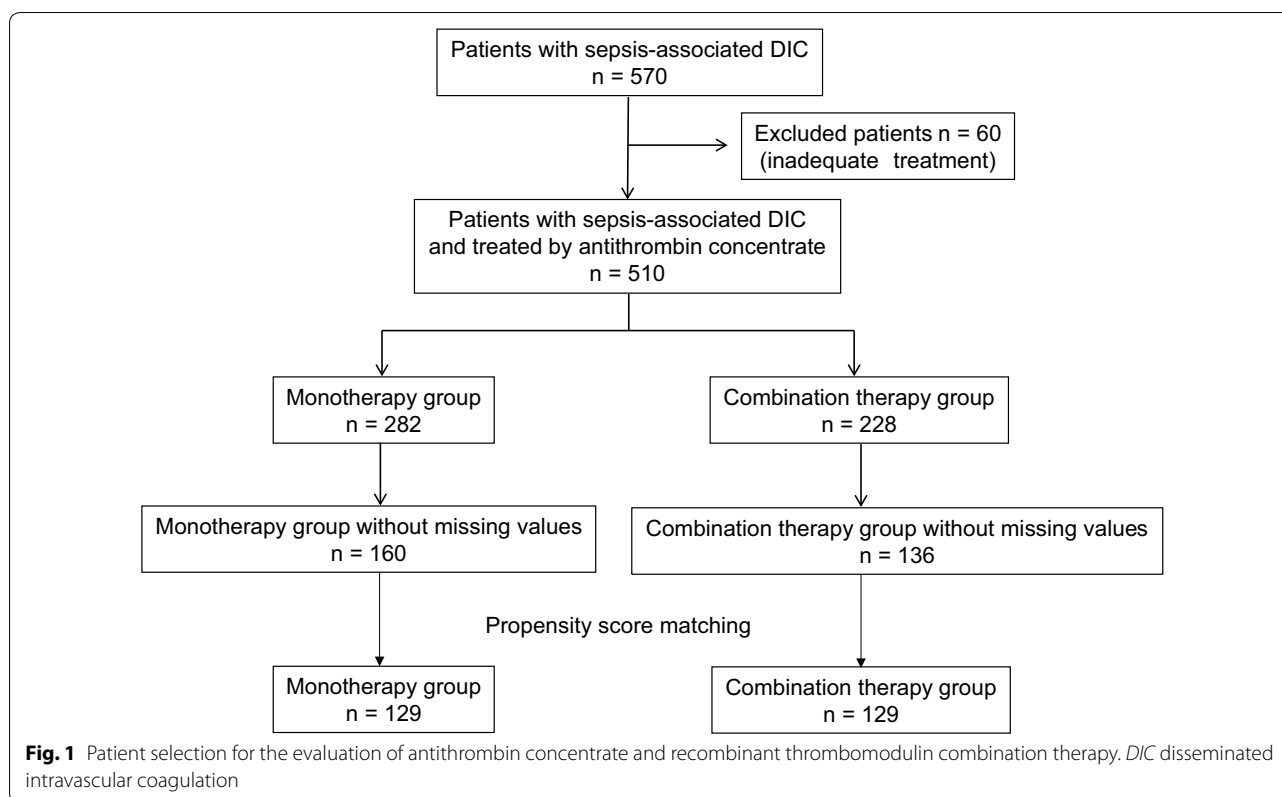 Patients with sepsis-associated DIC
n = 570
Excluded patients n = 60
(inadequate treatment)
Patients with sepsis-associated DIC
and treated by antithrombin concentrate
n = 510
Monotherapy group
n = 282
Combination therapy group
n = 228
Monotherapy group without missing values
n = 160
Combination therapy group without missing values
n = 136
Propensity score matching
Monotherapy group
n = 129
Combination therapy group
n = 129
Fig. 1 Patient selection for the evaluation of antithrombin concentrate and recombinant thrombomodulin combination therapy. DIC disseminated
intravascular coagulation